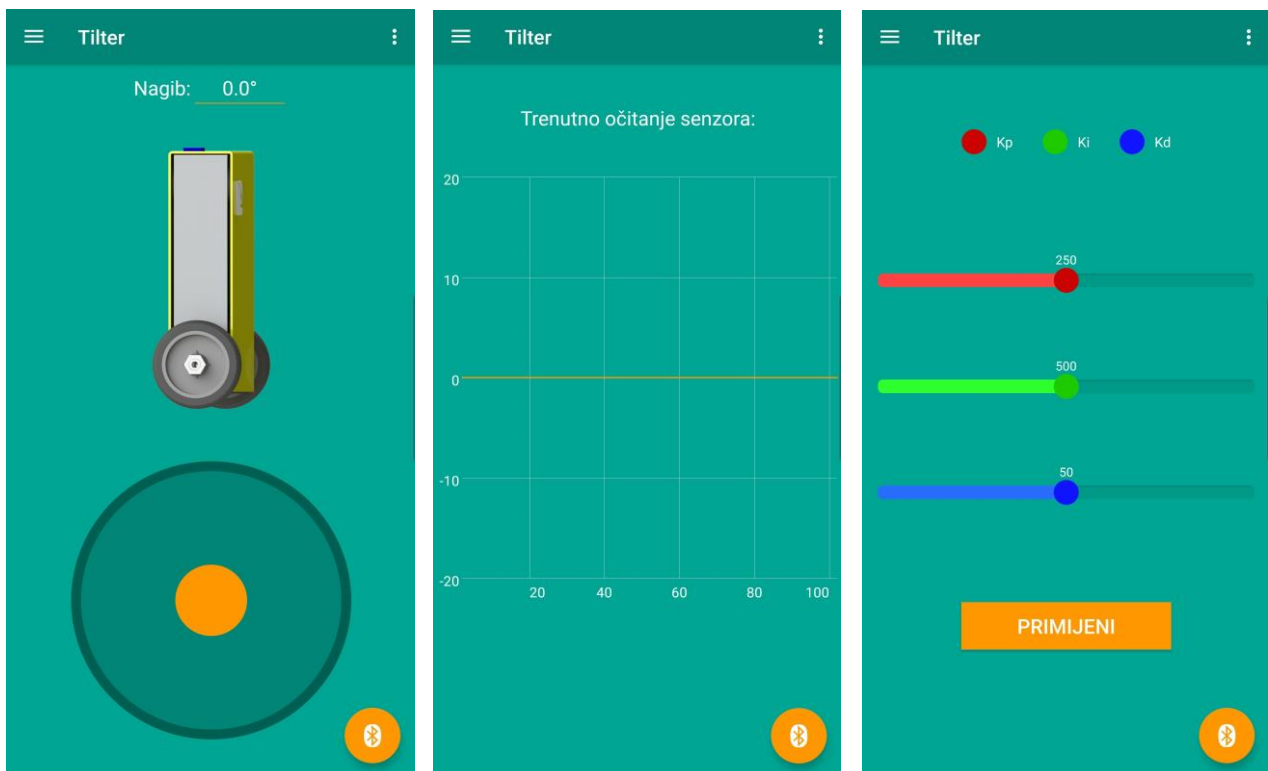 Tilter
Nagib: 0.0°
Tilter
Trenutno očitanje senzora:
20
10
0
-10
-20
20 40 60 80 100
Tilter
Kp Ki Kd
250
500
50
PRIMIJENI